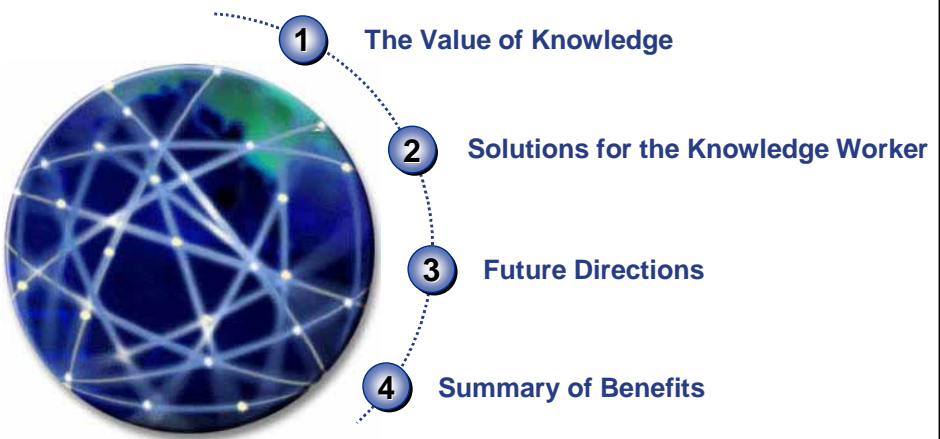 1 The Value of Knowledge
2 Solutions for the Knowledge Worker
3 Future Directions
4 Summary of Benefits